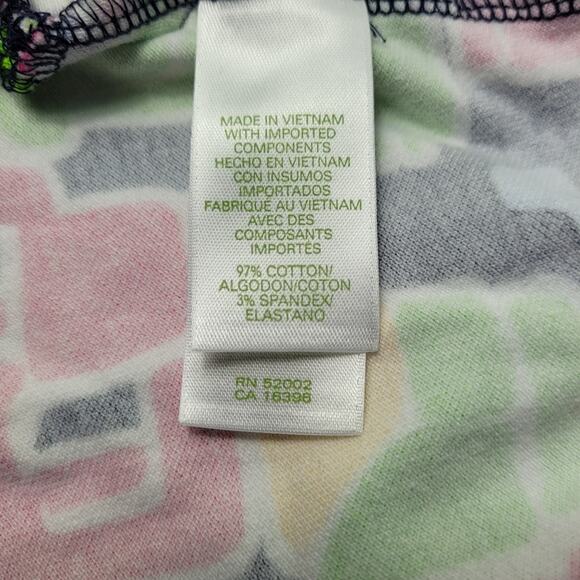 MADE IN VIETNAM
WITH IMPORTED
COMPONENTS
HECHO EN VIETNAM
CON INSUMOS
IMPORTADOS
FABRIQUÉ AU VIETNAM
AVEC DES
COMPOSANTS
IMPORTÉS
97% COTTON/
ALGODON/COTON
3% SPANDEX/
ELASTANO
RN 52002
CA 16396